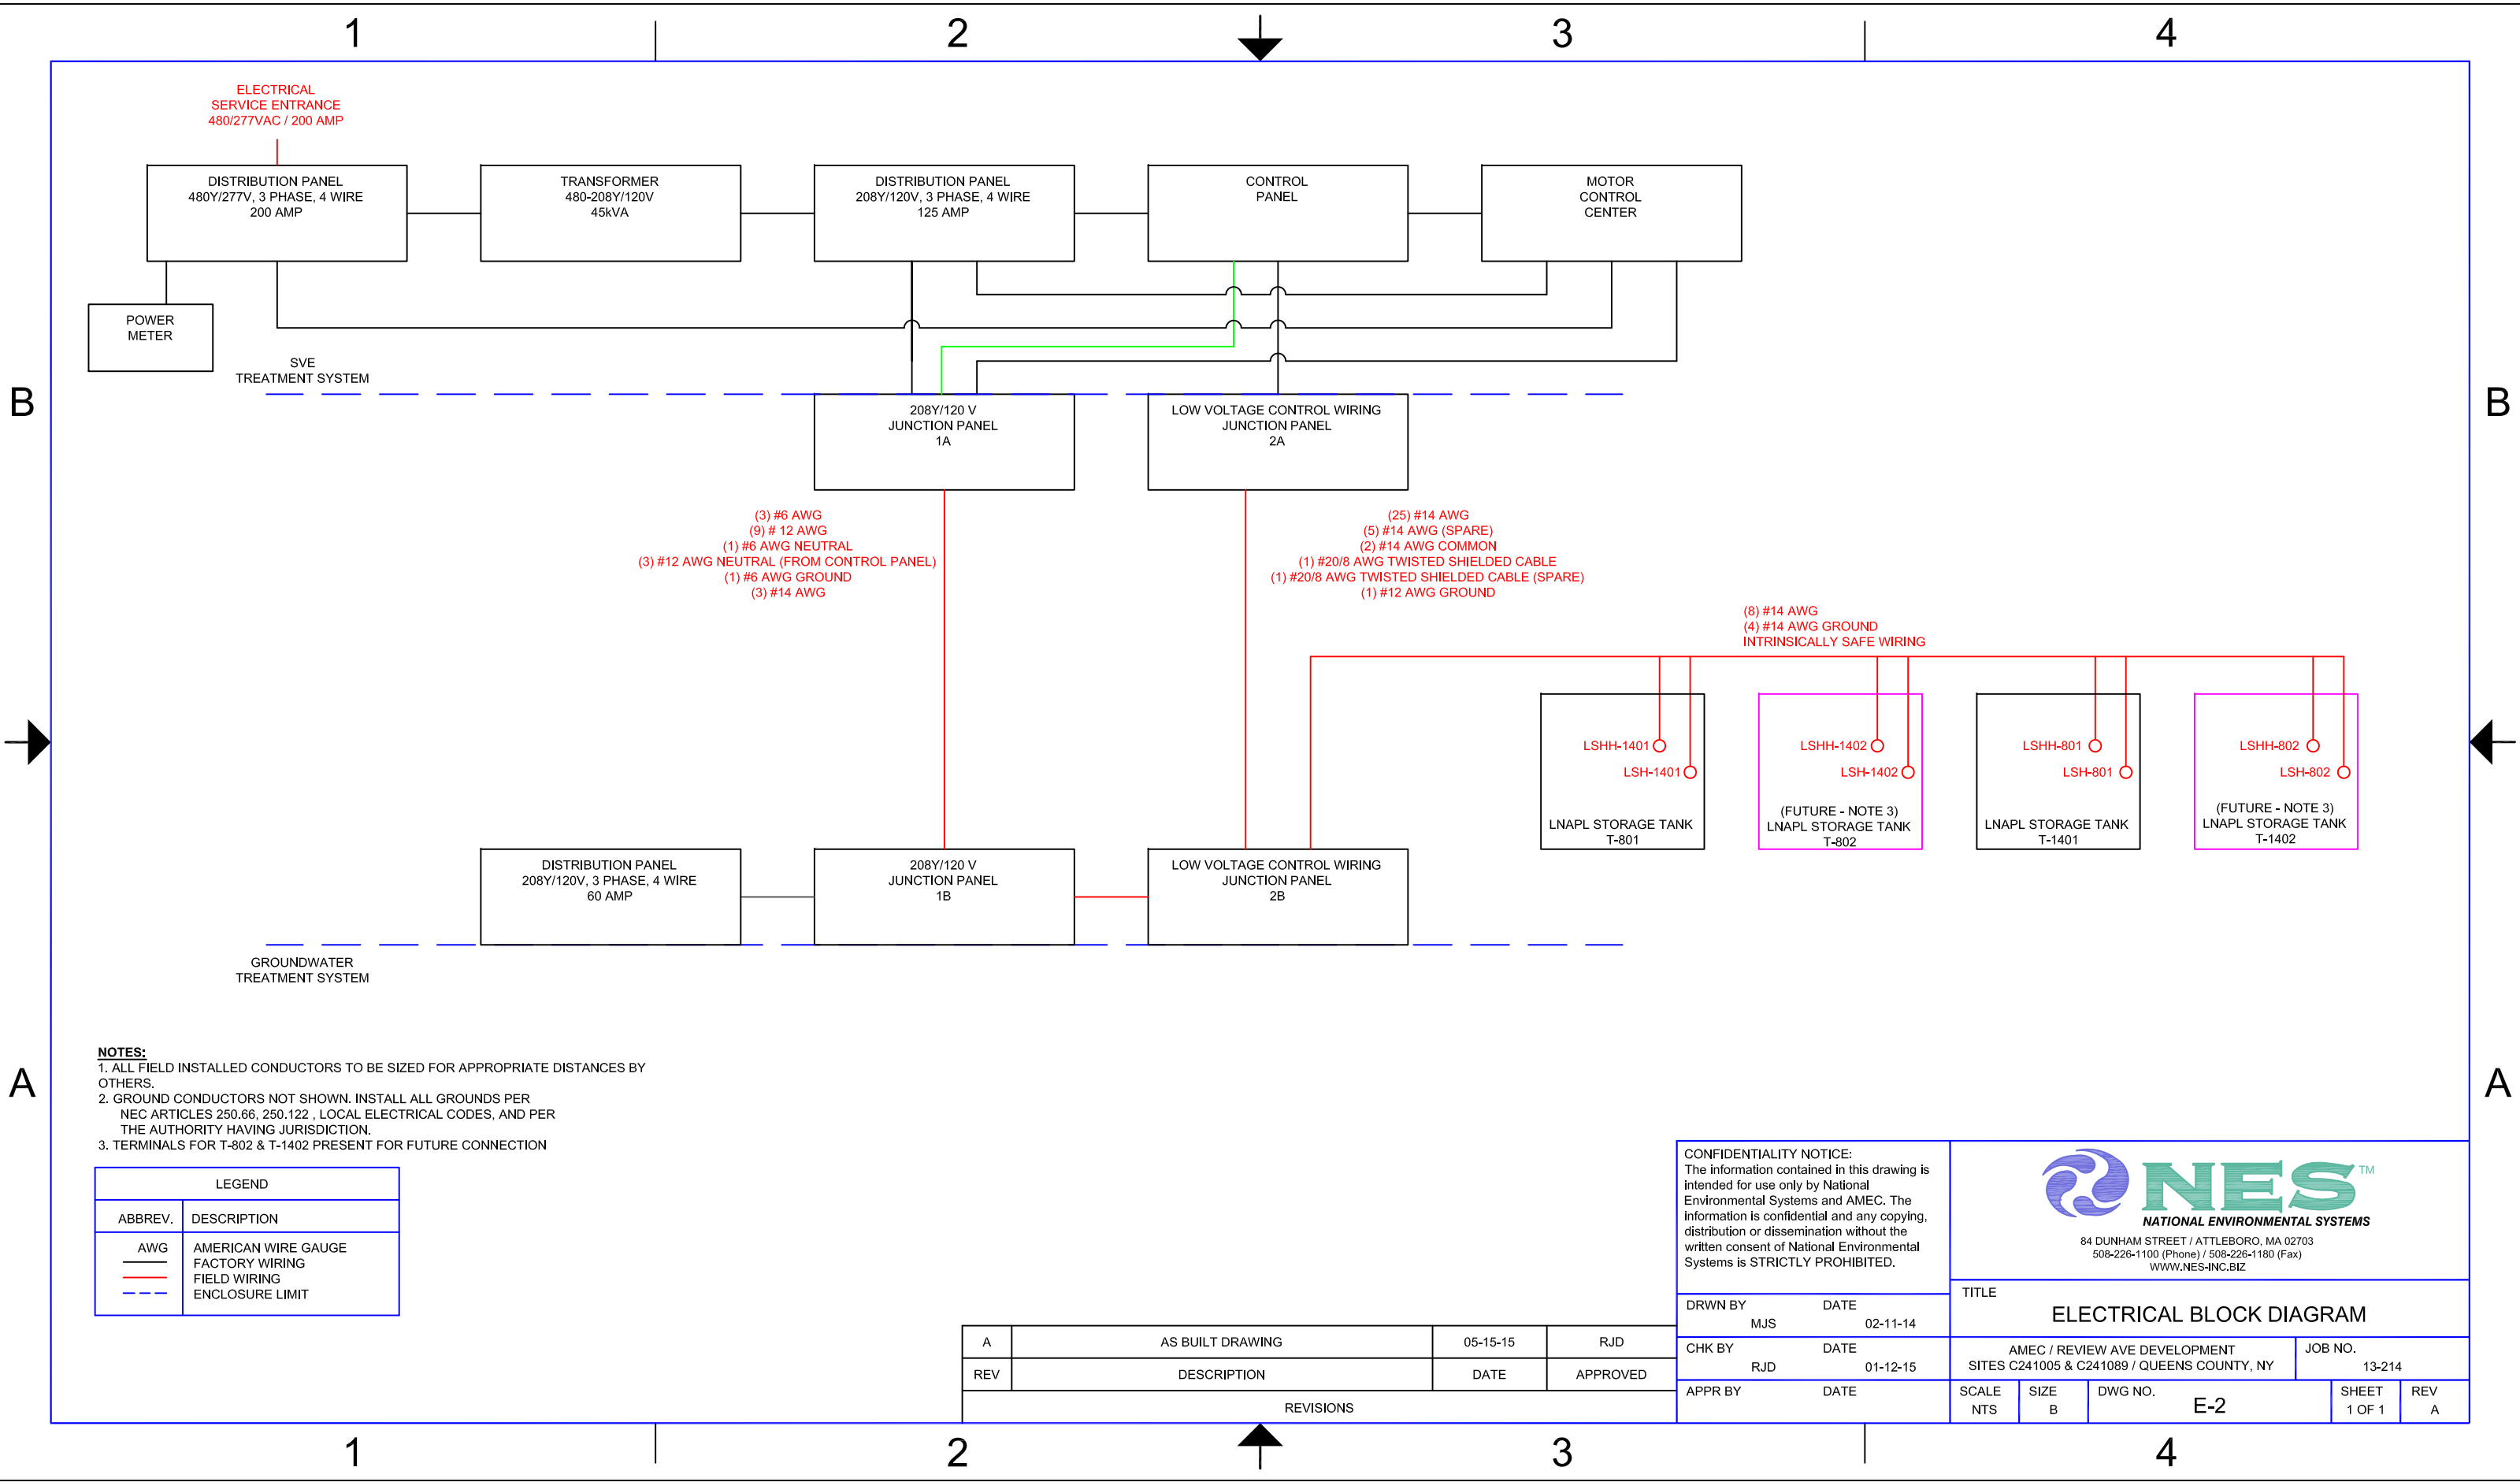 1
2
3
4
ELECTRICAL
SERVICE ENTRANCE
480/277VAC / 200 AMP
DISTRIBUTION PANEL
480Y/277V, 3 PHASE, 4 WIRE
200 AMP
TRANSFORMER
480-208Y/120V
45kVA
DISTRIBUTION PANEL
208Y/120V, 3 PHASE, 4 WIRE
125 AMP
CONTROL
PANEL
MOTOR
CONTROL
CENTER
POWER
METER
SVE
TREATMENT SYSTEM
B
B
208Y/120 V
JUNCTION PANEL
1A
LOW VOLTAGE CONTROL WIRING
JUNCTION PANEL
2A
(3) #6 AWG
(9) # 12 AWG
(1) #6 AWG NEUTRAL
(3) #12 AWG NEUTRAL (FROM CONTROL PANEL)
(1) #6 AWG GROUND
(3) #14 AWG
(25) #14 AWG
(5) #14 AWG (SPARE)
(2) #14 AWG COMMON
(1) #20/8 AWG TWISTED SHIELDED CABLE
(1) #20/8 AWG TWISTED SHIELDED CABLE (SPARE)
(1) #12 AWG GROUND
(8) #14 AWG
(4) #14 AWG GROUND
INTRINSICALLY SAFE WIRING
LSHH-1401
LSH-1401
LNAPL STORAGE TANK
T-801
LSHH-1402
LSH-1402
(FUTURE - NOTE 3)
LNAPL STORAGE TANK
T-802
LSHH-801
LSH-801
LNAPL STORAGE TANK
T-1401
LSHH-802
LSH-802
(FUTURE - NOTE 3)
LNAPL STORAGE TANK
T-1402
DISTRIBUTION PANEL
208Y/120V, 3 PHASE, 4 WIRE
60 AMP
208Y/120 V
JUNCTION PANEL
1B
LOW VOLTAGE CONTROL WIRING
JUNCTION PANEL
2B
GROUNDWATER
TREATMENT SYSTEM
A
A
NOTES:
1. ALL FIELD INSTALLED CONDUCTORS TO BE SIZED FOR APPROPRIATE DISTANCES BY
OTHERS.
2. GROUND CONDUCTORS NOT SHOWN. INSTALL ALL GROUNDS PER
NEC ARTICLES 250.66, 250.122 , LOCAL ELECTRICAL CODES, AND PER
THE AUTHORITY HAVING JURISDICTION.
3. TERMINALS FOR T-802 & T-1402 PRESENT FOR FUTURE CONNECTION
LEGEND
ABBREV. DESCRIPTION
AWG AMERICAN WIRE GAUGE
FACTORY WIRING
FIELD WIRING
ENCLOSURE LIMIT
A AS BUILT DRAWING 05-15-15 RJD
REV DESCRIPTION DATE APPROVED
REVISIONS
CONFIDENTIALITY NOTICE:
The information contained in this drawing is
intended for use only by National
Environmental Systems and AMEC. The
information is confidential and any copying,
distribution or dissemination without the
written consent of National Environmental
Systems is STRICTLY PROHIBITED.
DRWN BY DATE
MJS 02-11-14
CHK BY DATE
RJD 01-12-15
APPR BY DATE
NES TM
NATIONAL ENVIRONMENTAL SYSTEMS
84 DUNHAM STREET / ATTLEBORO, MA 02703
508-226-1100 (Phone) / 508-226-1180 (Fax)
WWW.NES-INC.BIZ
TITLE
ELECTRICAL BLOCK DIAGRAM
AMEC / REVIEW AVE DEVELOPMENT
SITES C241005 & C241089 / QUEENS COUNTY, NY
JOB NO.
13-214
SCALE
NTS
SIZE
B
DWG NO.
E-2
SHEET
1 OF 1
REV
A
1
2
3
4